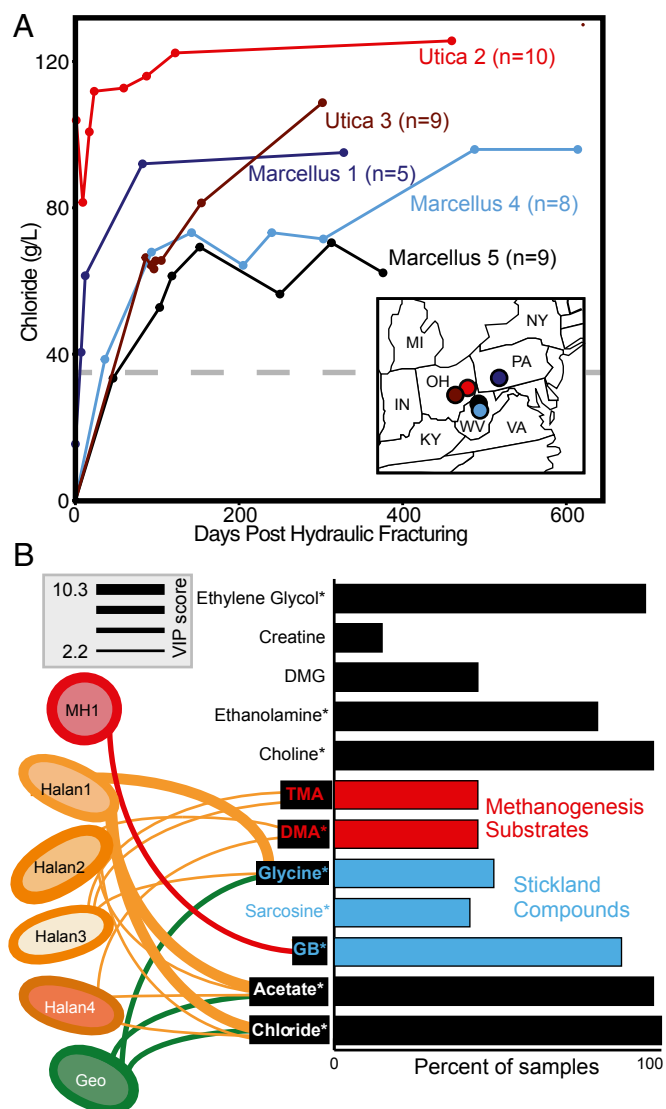 A
Chloride (g/L)
120
80
40
0
Utica 2 (n=10)
Utica 3 (n=9)
Marcellus 1 (n=5)
Marcellus 4 (n=8)
Marcellus 5 (n=9)
MI
NY
PA
OH
IN
WV
KY
VA
0
200
400
600
Days Post Hydraulic Fracturing
B
10.3
2.2
VIP score
MH1
Halan1
Halan2
Halan3
Halan4
Geo
Ethylene Glycol*
Creatine
DMG
Ethanolamine*
Choline*
TMA
DMA*
Glycine*
Sarcosine*
GB*
Acetate*
Chloride*
Methanogenesis
Substrates
Stickland
Compounds
0
Percent of samples
100